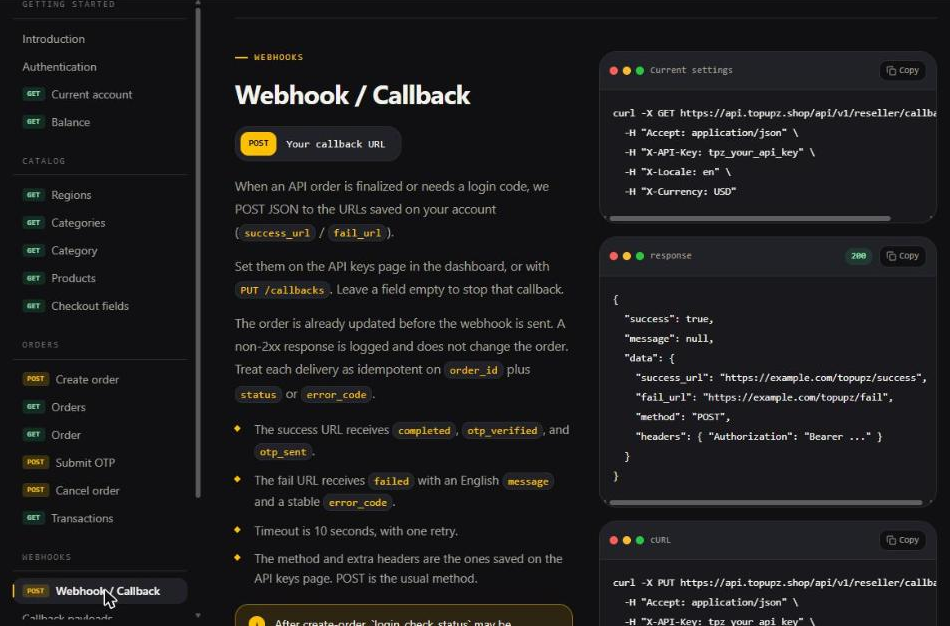 GETTING STARTED
Introduction
Authentication
GET Current account
GET Balance
CATALOG
GET Regions
GET Categories
GET Category
GET Products
GET Checkout fields
ORDERS
POST Create order
GET Orders
GET Order
POST Submit OTP
POST Cancel order
GET Transactions
WEBHOOKS
POST Webhook / Callback
Callback payloads
WEBHOOKS
Webhook / Callback
POST Your callback URL
When an API order is finalized or needs a login code, we
POST JSON to the URLs saved on your account
( success_url / fail_url ).
Set them on the API keys page in the dashboard, or with
PUT /callbacks . Leave a field empty to stop that callback.
The order is already updated before the webhook is sent. A
non-2xx response is logged and does not change the order.
Treat each delivery as idempotent on order_id plus
status or error_code .
The success URL receives completed , otp_verified , and
otp_sent .
The fail URL receives failed with an English message
and a stable error_code .
Timeout is 10 seconds, with one retry.
The method and extra headers are the ones saved on the
API keys page. POST is the usual method.
After create-order, `login_check_status` may be
Current settings
Copy
curl -X GET https://api.topupz.shop/api/v1/reseller/callba
-H "Accept: application/json" \
-H "X-API-Key: tpz_your_api_key" \
-H "X-Locale: en" \
-H "X-Currency: USD"
response
200
Copy
{
"success": true,
"message": null,
"data": {
"success_url": "https://example.com/topupz/success",
"fail_url": "https://example.com/topupz/fail",
"method": "POST",
"headers": { "Authorization": "Bearer ..." }
}
}
cURL
Copy
curl -X PUT https://api.topupz.shop/api/v1/reseller/callba
-H "Accept: application/json" \
-H "X-API-Key: tpz_your_api_key" \